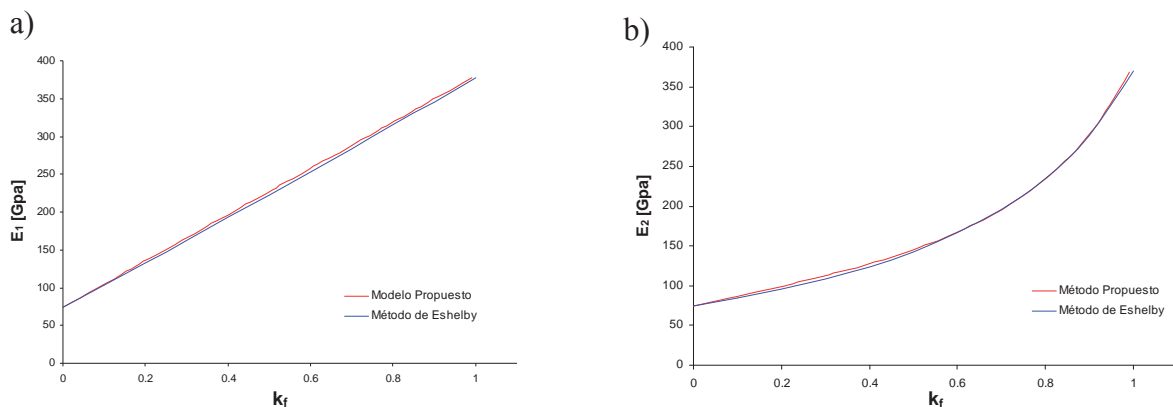 a)
400
350
300
250
200
150
100
50
0
E1 [Gpa]
0 0.2 0.4 0.6 0.8 1
kf
Modelo Propuesto
Método de Eshelby
b)
400
350
300
250
200
150
100
50
0
E2 [Gpa]
0 0.2 0.4 0.6 0.8 1
kf
Método Propuesto
Método de Eshelby